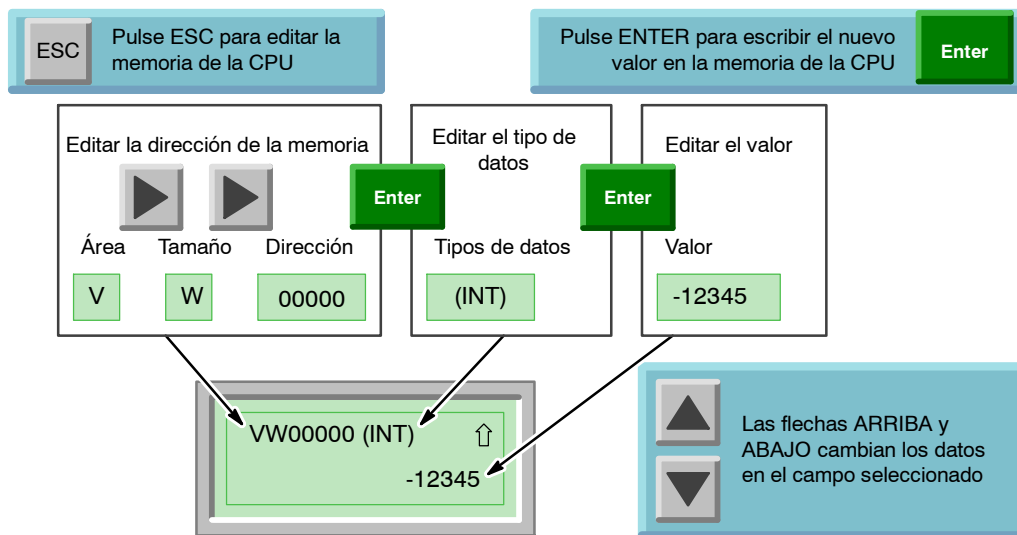 ESC
Pulse ESC para editar la
memoria de la CPU
Pulse ENTER para escribir el nuevo
valor en la memoria de la CPU
Enter
Editar la dirección de la memoria
Enter
Área
Tamaño
Dirección
V
W
00000
Editar el tipo de
datos
Enter
Tipos de datos
(INT)
Editar el valor
Valor
-12345
VW00000 (INT) ⇧
-12345
Las flechas ARRIBA y
ABAJO cambian los datos
en el campo seleccionado